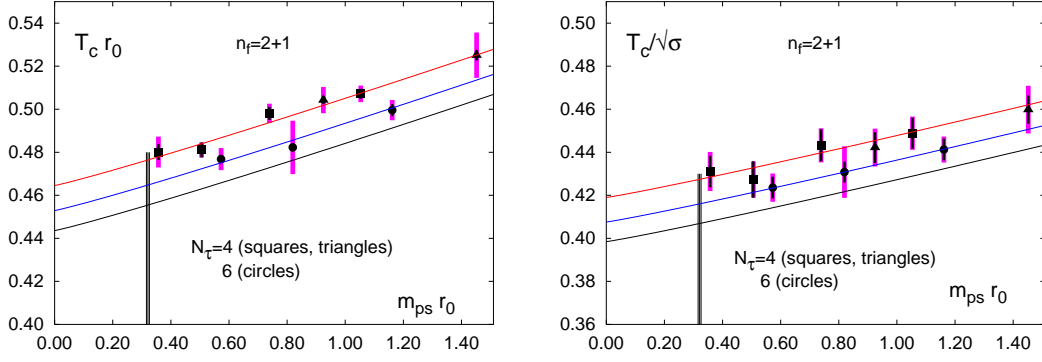 T_c r_0
n_f=2+1
0.54
0.52
0.50
0.48
0.46
0.44
0.42
0.40
N_τ=4 (squares, triangles)
6 (circles)
m_ps r_0
0.00 0.20 0.40 0.60 0.80 1.00 1.20 1.40
T_c/√σ
n_f=2+1
0.50
0.48
0.46
0.44
0.42
0.40
0.38
0.36
N_τ=4 (squares, triangles)
6 (circles)
m_ps r_0
0.00 0.20 0.40 0.60 0.80 1.00 1.20 1.40